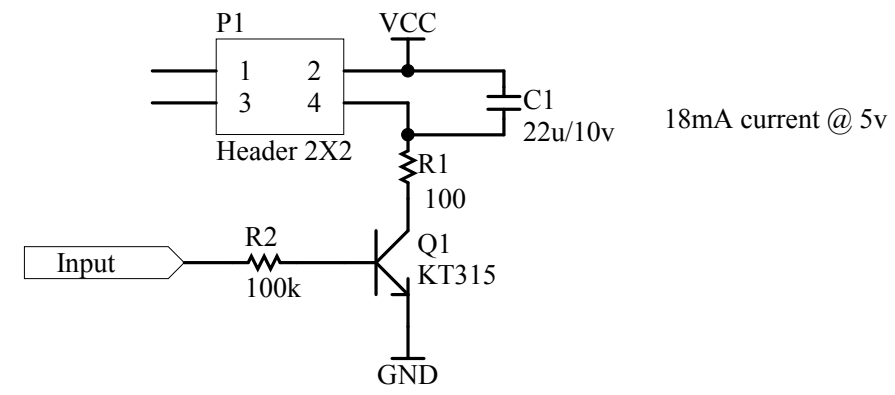 P1
VCC
1 2
3 4
Header 2X2
C1
22u/10v
18mA current @ 5v
R1
100
R2
100k
Input
Q1
KT315
GND